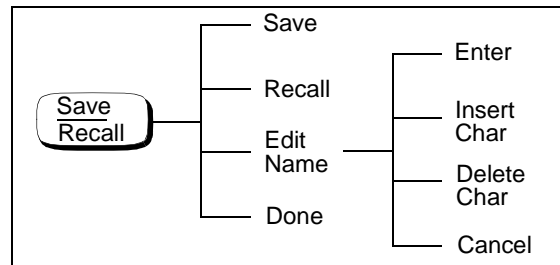 Save
Recall
Save
Recall
Edit
Name
Done
Enter
Insert
Char
Delete
Char
Cancel